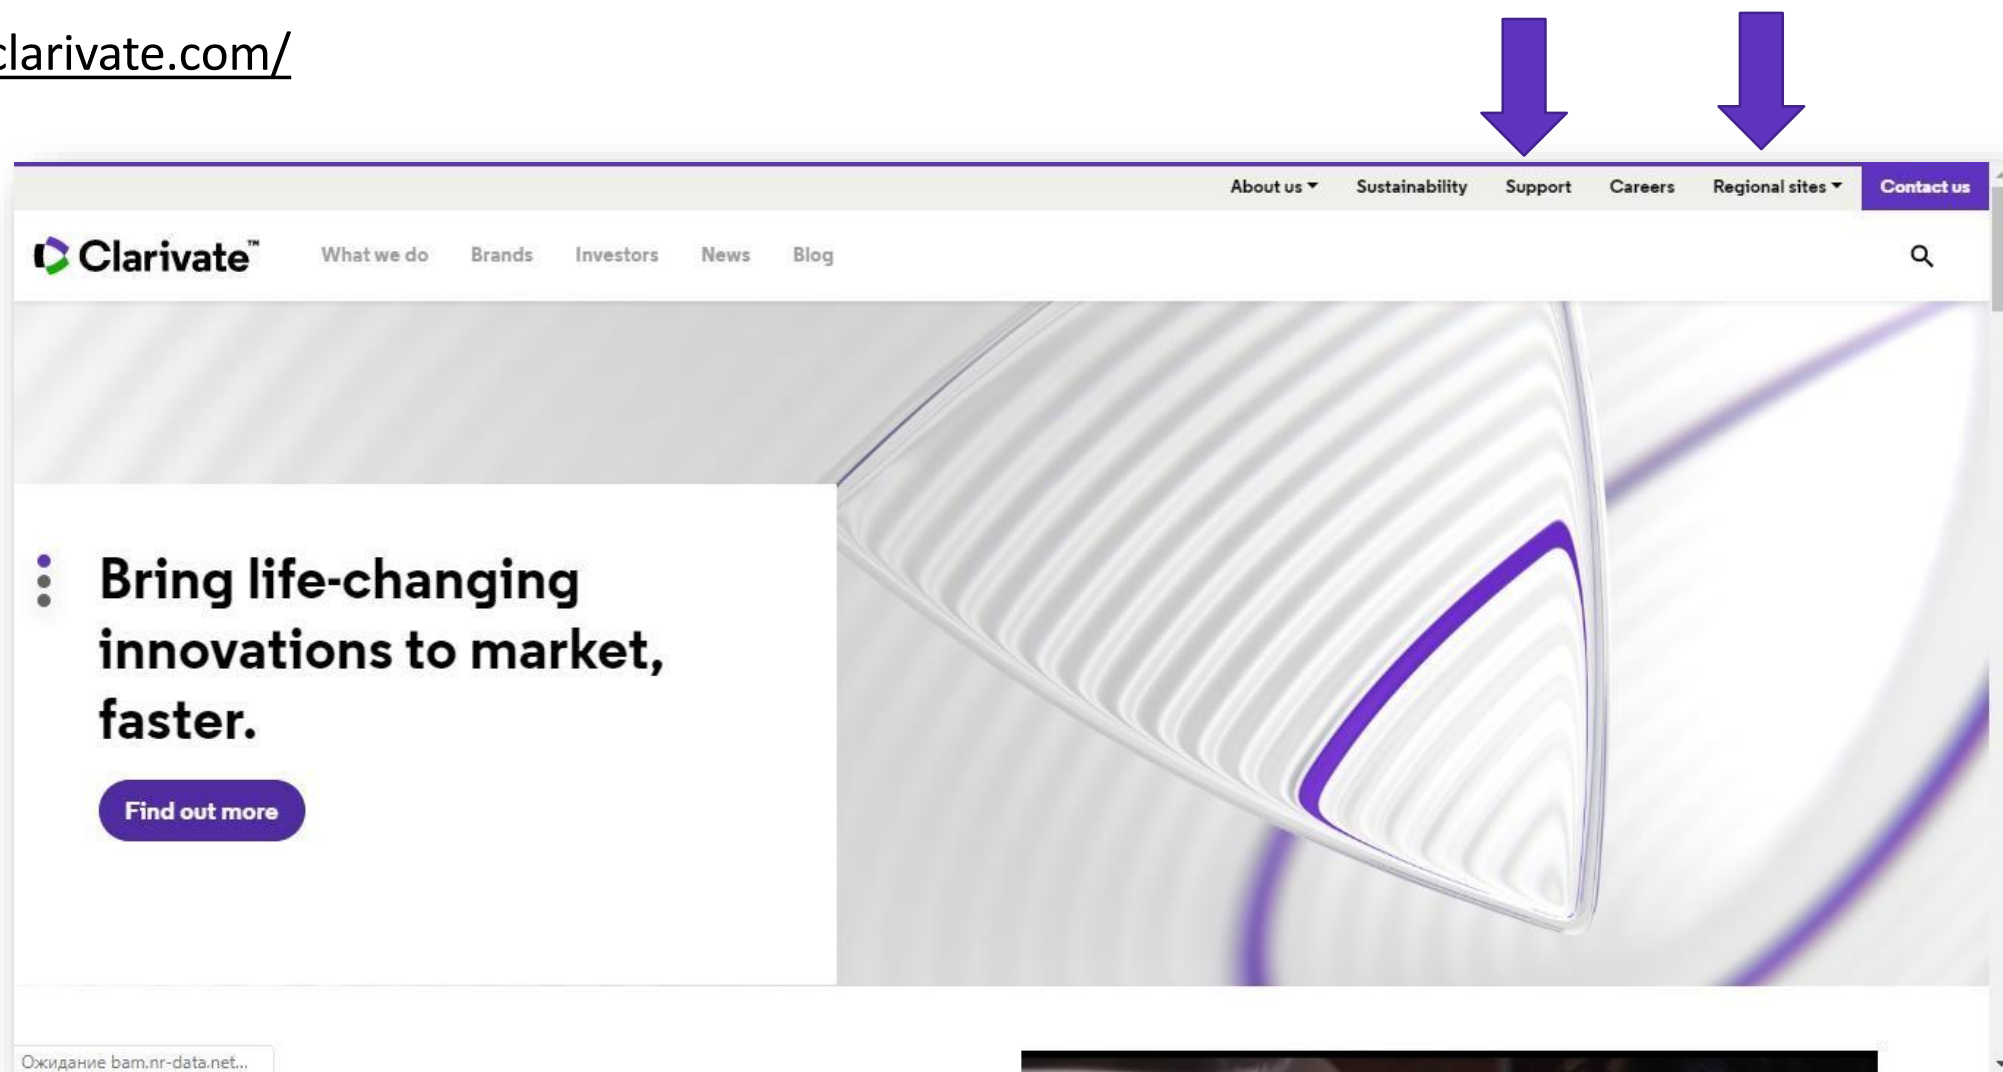 clarivate.com/
About us Sustainability Support Careers Regional sites Contact us
Clarivate™ What we do Brands Investors News Blog
Bring life-changing
innovations to market,
faster.
Find out more
Ожидание bam.nr-data.net...